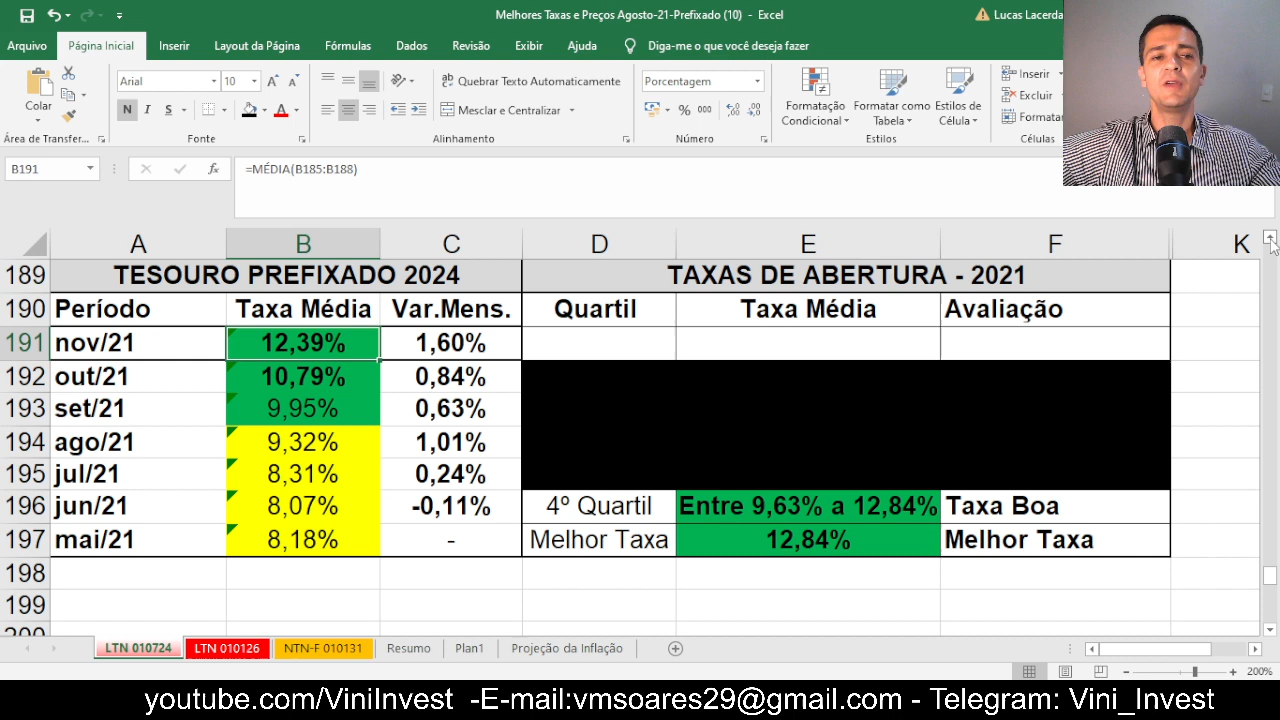 Melhores Taxas e Preços Agosto-21-Prefixado (10) - Excel
Lucas Lacerda
Arquivo Página Inicial Inserir Layout da Página Fórmulas Dados Revisão Exibir Ajuda Diga-me o que você deseja fazer
Colar
Arial 10
N I S
Quebrar Texto Automaticamente
Mesclar e Centralizar
Porcentagem
% 000
Formatação Condicional
Formatar como Tabela
Estilos de Célula
Inserir
Excluir
Formatar
Área de Transfer... Fonte Alinhamento Número Estilos Células
B191 fx =MÉDIA(B185:B188)
A B C D E F K
189 TESOURO PREFIXADO 2024 TAXAS DE ABERTURA - 2021
190 Período Taxa Média Var.Mens. Quartil Taxa Média Avaliação
191 nov/21 12,39% 1,60%
192 out/21 10,79% 0,84%
193 set/21 9,95% 0,63%
194 ago/21 9,32% 1,01%
195 jul/21 8,31% 0,24%
196 jun/21 8,07% -0,11% 4º Quartil Entre 9,63% a 12,84% Taxa Boa
197 mai/21 8,18% - Melhor Taxa 12,84% Melhor Taxa
198
199
200
LTN 010724 LTN 010126 NTN-F 010131 Resumo Plan1 Projeção da Inflação
200%
youtube.com/ViniInvest -E-mail:vmsoares29@gmail.com - Telegram: Vini_Invest